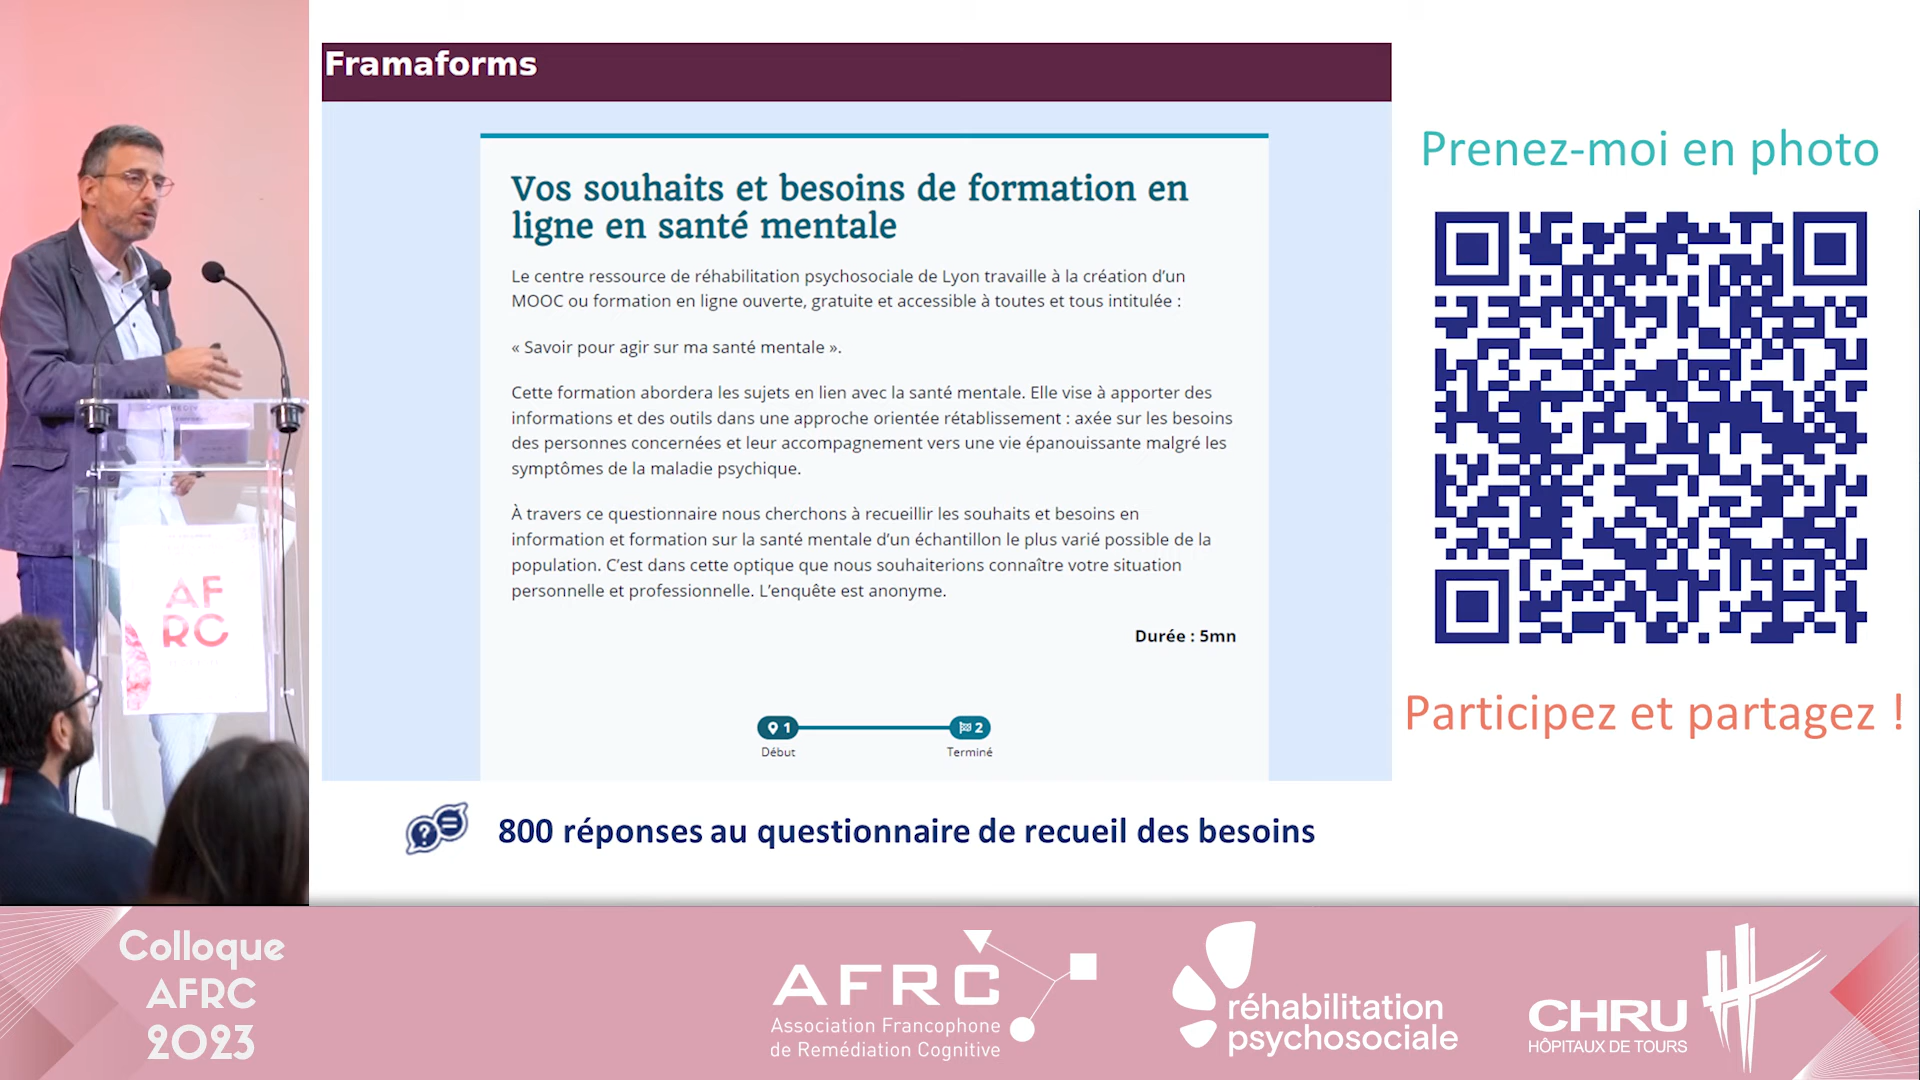 Framaforms
Vos souhaits et besoins de formation en
ligne en santé mentale
Le centre ressource de réhabilitation psychosociale de Lyon travaille à la création d’un
MOOC ou formation en ligne ouverte, gratuite et accessible à toutes et tous intitulée :
« Savoir pour agir sur ma santé mentale ».
Cette formation abordera les sujets en lien avec la santé mentale. Elle vise à apporter des
informations et des outils dans une approche orientée rétablissement : axée sur les besoins
des personnes concernées et leur accompagnement vers une vie épanouissante malgré les
symptômes de la maladie psychique.
À travers ce questionnaire nous cherchons à recueillir les souhaits et besoins en
information et formation sur la santé mentale d’un échantillon le plus varié possible de la
population. C’est dans cette optique que nous souhaiterions connaître votre situation
personnelle et professionnelle. L’enquête est anonyme.
Durée : 5mn
1
2
Début
Terminé
800 réponses au questionnaire de recueil des besoins
Prenez-moi en photo
Participez et partagez !
AF
RC
Colloque
AFRC
2023
AFRC
Association Francophone
de Remédiation Cognitive
réhabilitation
psychosociale
CHRU
HÔPITAUX DE TOURS